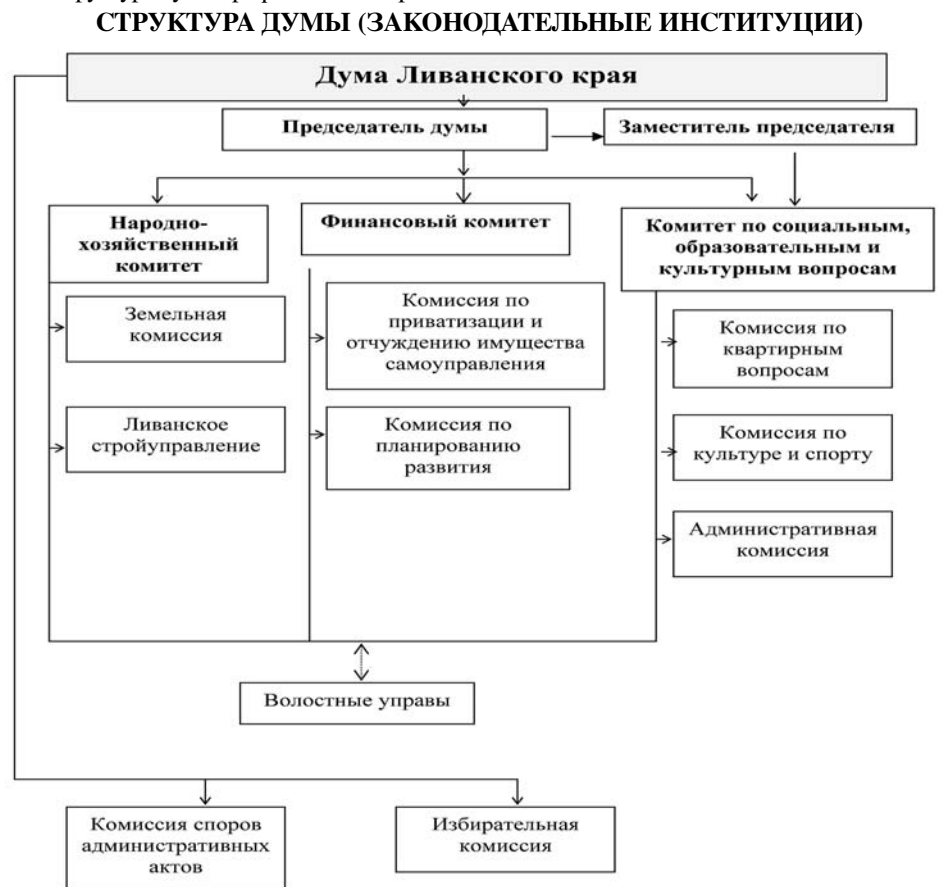 СТРУКТУРА ДУМЫ (ЗАКОНОДАТЕЛЬНЫЕ ИНСТИТУЦИИ)
Дума Ливанского края
Председатель думы
Заместитель председателя
Народно-
хозяйственный
комитет
Финансовый комитет
Комитет по социальным,
образовательным и
культурным вопросам
Земельная
комиссия
Комиссия по
приватизации и
отчуждению имущества
самоуправления
Комиссия по
квартирным
вопросам
Ливанское
стройуправление
Комиссия по
планированию
развития
Комиссия по
культуре и спорту
Административная
комиссия
Волостные управы
Комиссия споров
административных
актов
Избирательная
комиссия